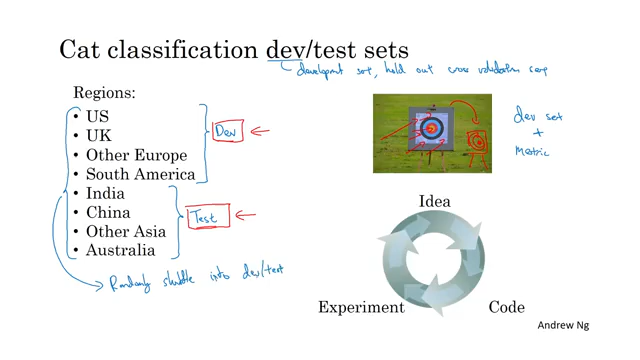 Cat classification dev/test sets
development set, hold out cross validation
Regions:
• US
• UK
• Other Europe
• South America
• India
• China
• Other Asia
• Australia
Dev
Test
Randomly shuffle into dev/test
dev set
+
metric
Idea
Experiment
Code
Andrew Ng